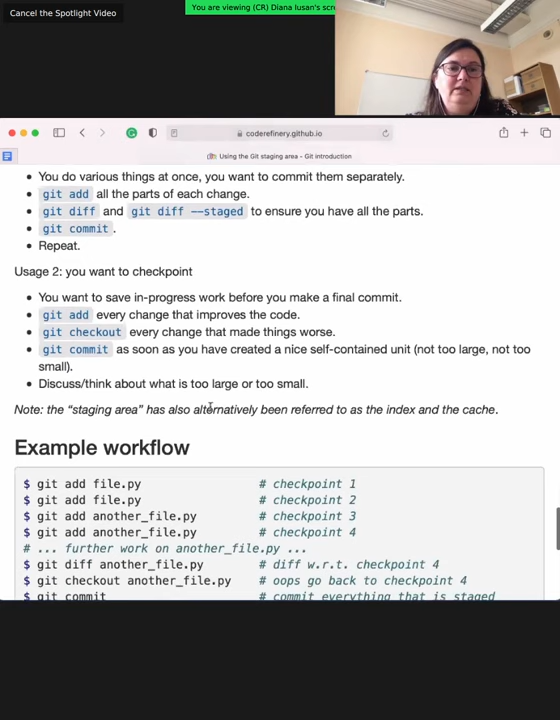 Cancel the Spotlight Video
You are viewing (CR) Diana Iusan's scre
coderefinery.github.io
Using the Git staging area - Git introduction
• You do various things at once, you want to commit them separately.
• git add all the parts of each change.
• git diff and git diff --staged to ensure you have all the parts.
• git commit.
• Repeat.
Usage 2: you want to checkpoint
• You want to save in-progress work before you make a final commit.
• git add every change that improves the code.
• git checkout every change that made things worse.
• git commit as soon as you have created a nice self-contained unit (not too large, not too
small).
• Discuss/think about what is too large or too small.
Note: the “staging area” has also alternatively been referred to as the index and the cache.
Example workflow
$ git add file.py # checkpoint 1
$ git add file.py # checkpoint 2
$ git add another_file.py # checkpoint 3
$ git add another_file.py # checkpoint 4
# ... further work on another_file.py ...
$ git diff another_file.py # diff w.r.t. checkpoint 4
$ git checkout another_file.py # oops go back to checkpoint 4
$ git commit # commit everything that is staged